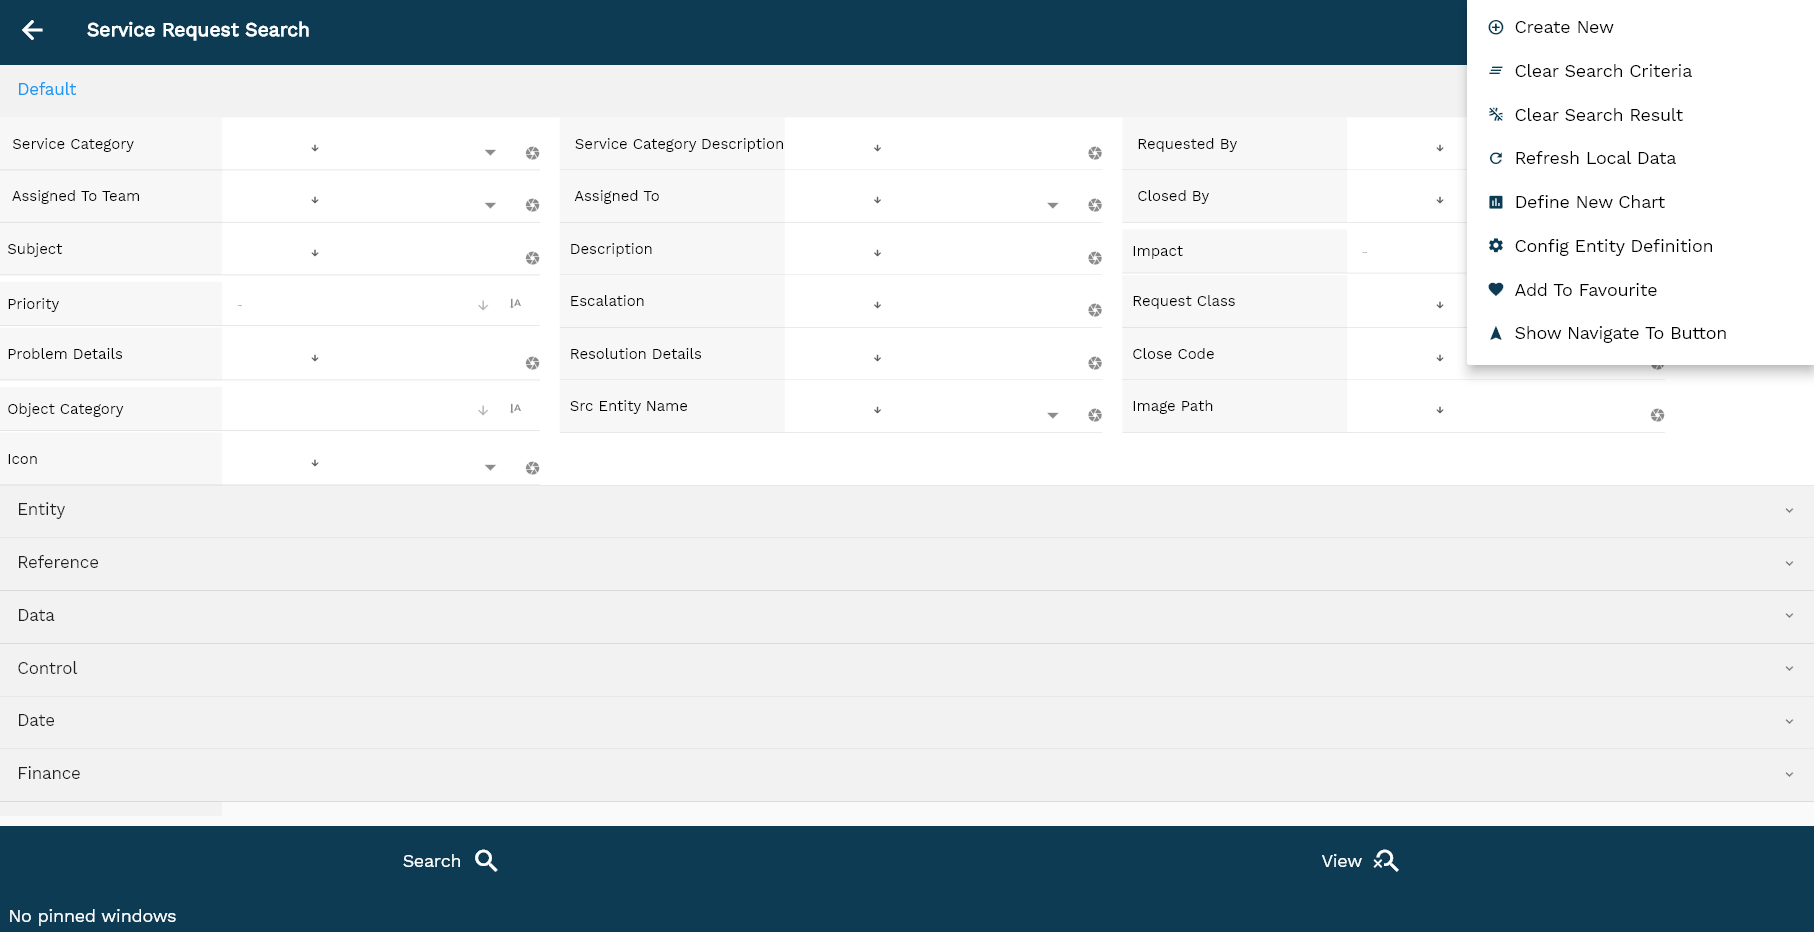 Service Request Search
Create New
Clear Search Criteria
Clear Search Result
Refresh Local Data
Define New Chart
Config Entity Definition
Add To Favourite
Show Navigate To Button
Default
Service Category
Service Category Description
Requested By
Assigned To Team
Assigned To
Closed By
Subject
Description
Impact
-
Priority
-
A
Escalation
Request Class
Problem Details
Resolution Details
Close Code
Object Category
A
Src Entity Name
Image Path
Icon
Entity
Reference
Data
Control
Date
Finance
Search
View
No pinned windows